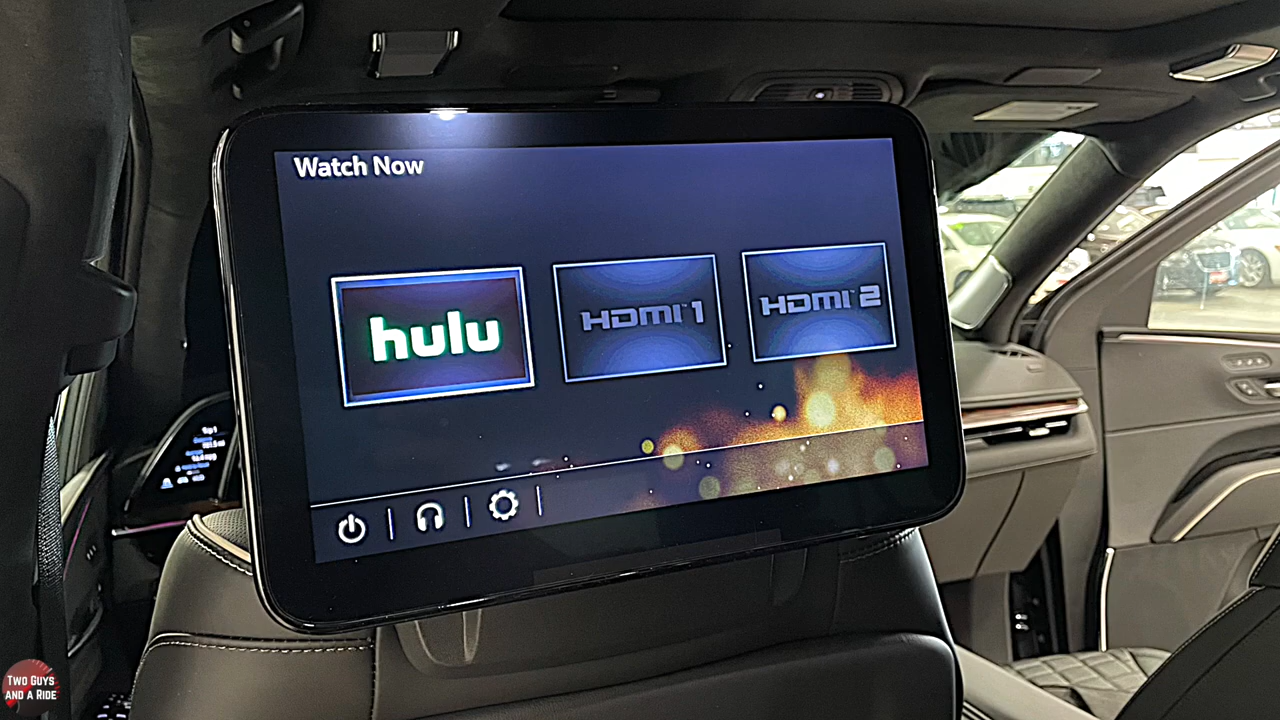 Watch Now
hulu
HDMI 1
HDMI 2
TWO GUYS
AND A RIDE